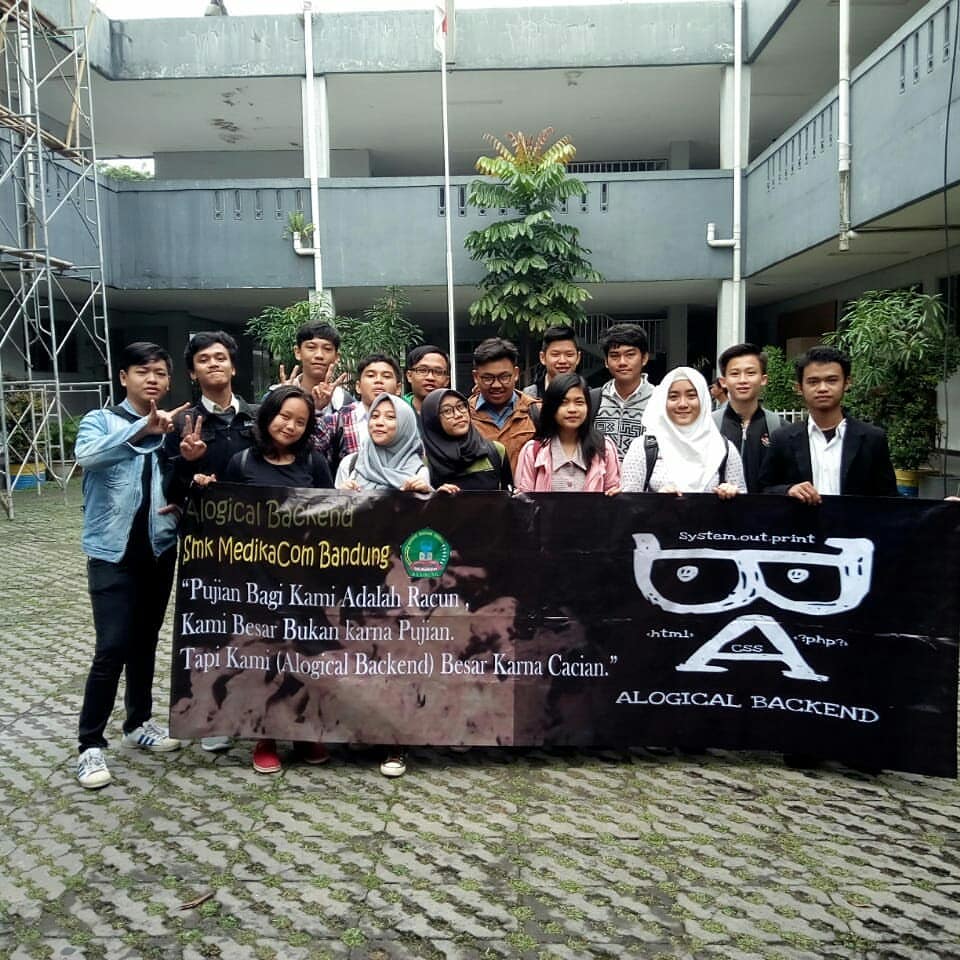 Alogical Backend
Smk MedikaCom Bandung
“Pujian Bagi Kami Adalah Racun ,
Kami Besar Bukan karna Pujian.
Tapi Kami (Alogical Backend) Besar Karna Cacian.”
System.out.print
<html>
CSS
<?php?>
ALOGICAL BACKEND